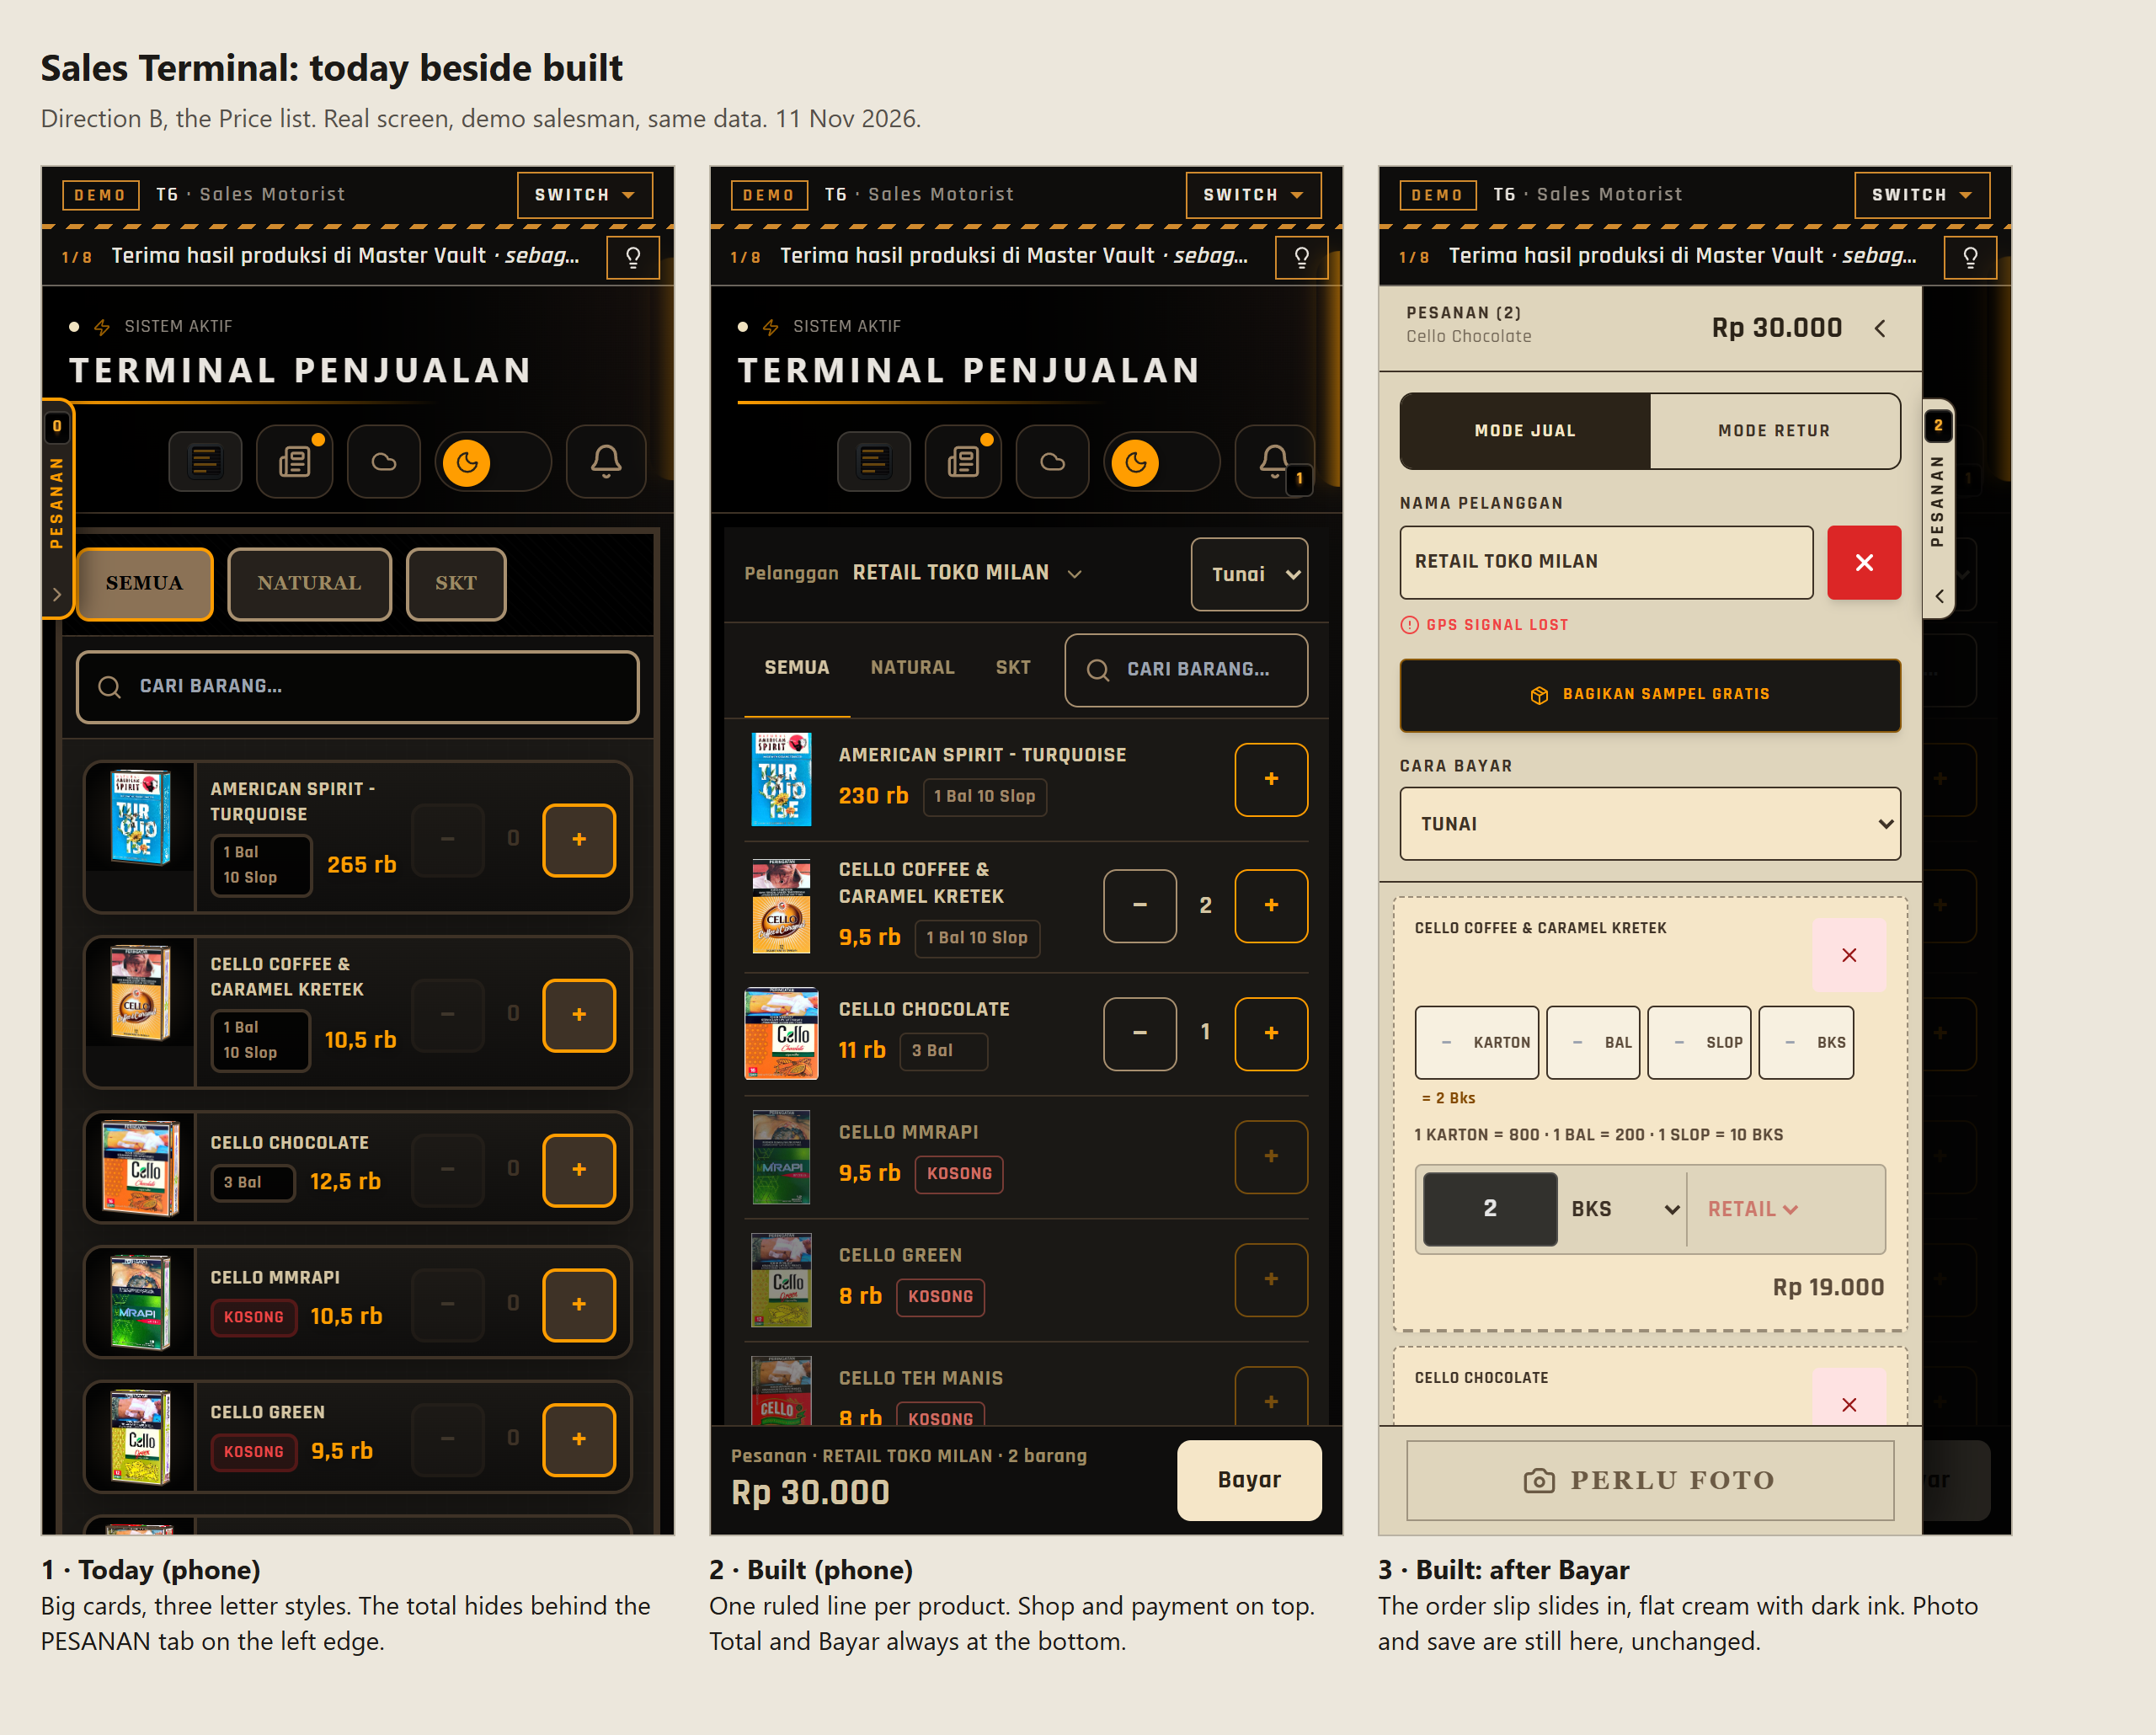 Sales Terminal: today beside built
Direction B, the Price list. Real screen, demo salesman, same data. 11 Nov 2026.
DEMO T6 · Sales Motorist SWITCH
1/8 Terima hasil produksi di Master Vault · sebag...
SISTEM AKTIF
TERMINAL PENJUALAN
0
PESANAN
SEMUA NATURAL SKT
CARI BARANG...
AMERICAN SPIRIT -
TURQUOISE
1 Bal
10 Slop
265 rb
− 0 +
CELLO COFFEE &
CARAMEL KRETEK
1 Bal
10 Slop
10,5 rb
− 0 +
CELLO CHOCOLATE
3 Bal 12,5 rb
− 0 +
CELLO MMRAPI
KOSONG 10,5 rb
− 0 +
CELLO GREEN
KOSONG 9,5 rb
− 0 +
1 · Today (phone)
Big cards, three letter styles. The total hides behind the
PESANAN tab on the left edge.
DEMO T6 · Sales Motorist SWITCH
1/8 Terima hasil produksi di Master Vault · sebag...
SISTEM AKTIF
TERMINAL PENJUALAN
1
Pelanggan RETAIL TOKO MILAN Tunai
SEMUA NATURAL SKT CARI BARANG...
AMERICAN SPIRIT - TURQUOISE
230 rb 1 Bal 10 Slop
+
CELLO COFFEE &
CARAMEL KRETEK
9,5 rb 1 Bal 10 Slop
− 2 +
CELLO CHOCOLATE
11 rb 3 Bal
− 1 +
CELLO MMRAPI
9,5 rb KOSONG
+
CELLO GREEN
8 rb KOSONG
+
CELLO TEH MANIS
8 rb KOSONG
+
Pesanan · RETAIL TOKO MILAN · 2 barang
Rp 30.000
Bayar
2 · Built (phone)
One ruled line per product. Shop and payment on top.
Total and Bayar always at the bottom.
DEMO T6 · Sales Motorist SWITCH
1/8 Terima hasil produksi di Master Vault · sebag...
PESANAN (2)
Cello Chocolate
Rp 30.000
2
PESANAN
MODE JUAL MODE RETUR
NAMA PELANGGAN
RETAIL TOKO MILAN
GPS SIGNAL LOST
BAGIKAN SAMPEL GRATIS
CARA BAYAR
TUNAI
CELLO COFFEE & CARAMEL KRETEK
− KARTON − BAL − SLOP − BKS
= 2 Bks
1 KARTON = 800 · 1 BAL = 200 · 1 SLOP = 10 BKS
2 BKS RETAIL
Rp 19.000
CELLO CHOCOLATE
PERLU FOTO
3 · Built: after Bayar
The order slip slides in, flat cream with dark ink. Photo
and save are still here, unchanged.